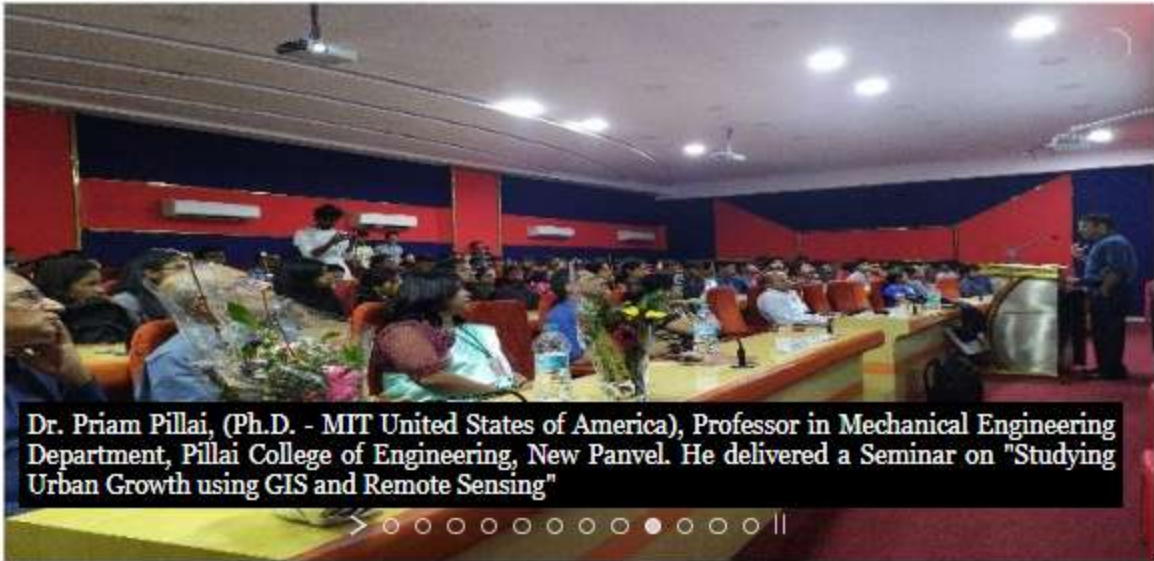 Dr. Priam Pillai, (Ph.D. - MIT United States of America), Professor in Mechanical Engineering
Department, Pillai College of Engineering, New Panvel. He delivered a Seminar on "Studying
Urban Growth using GIS and Remote Sensing"